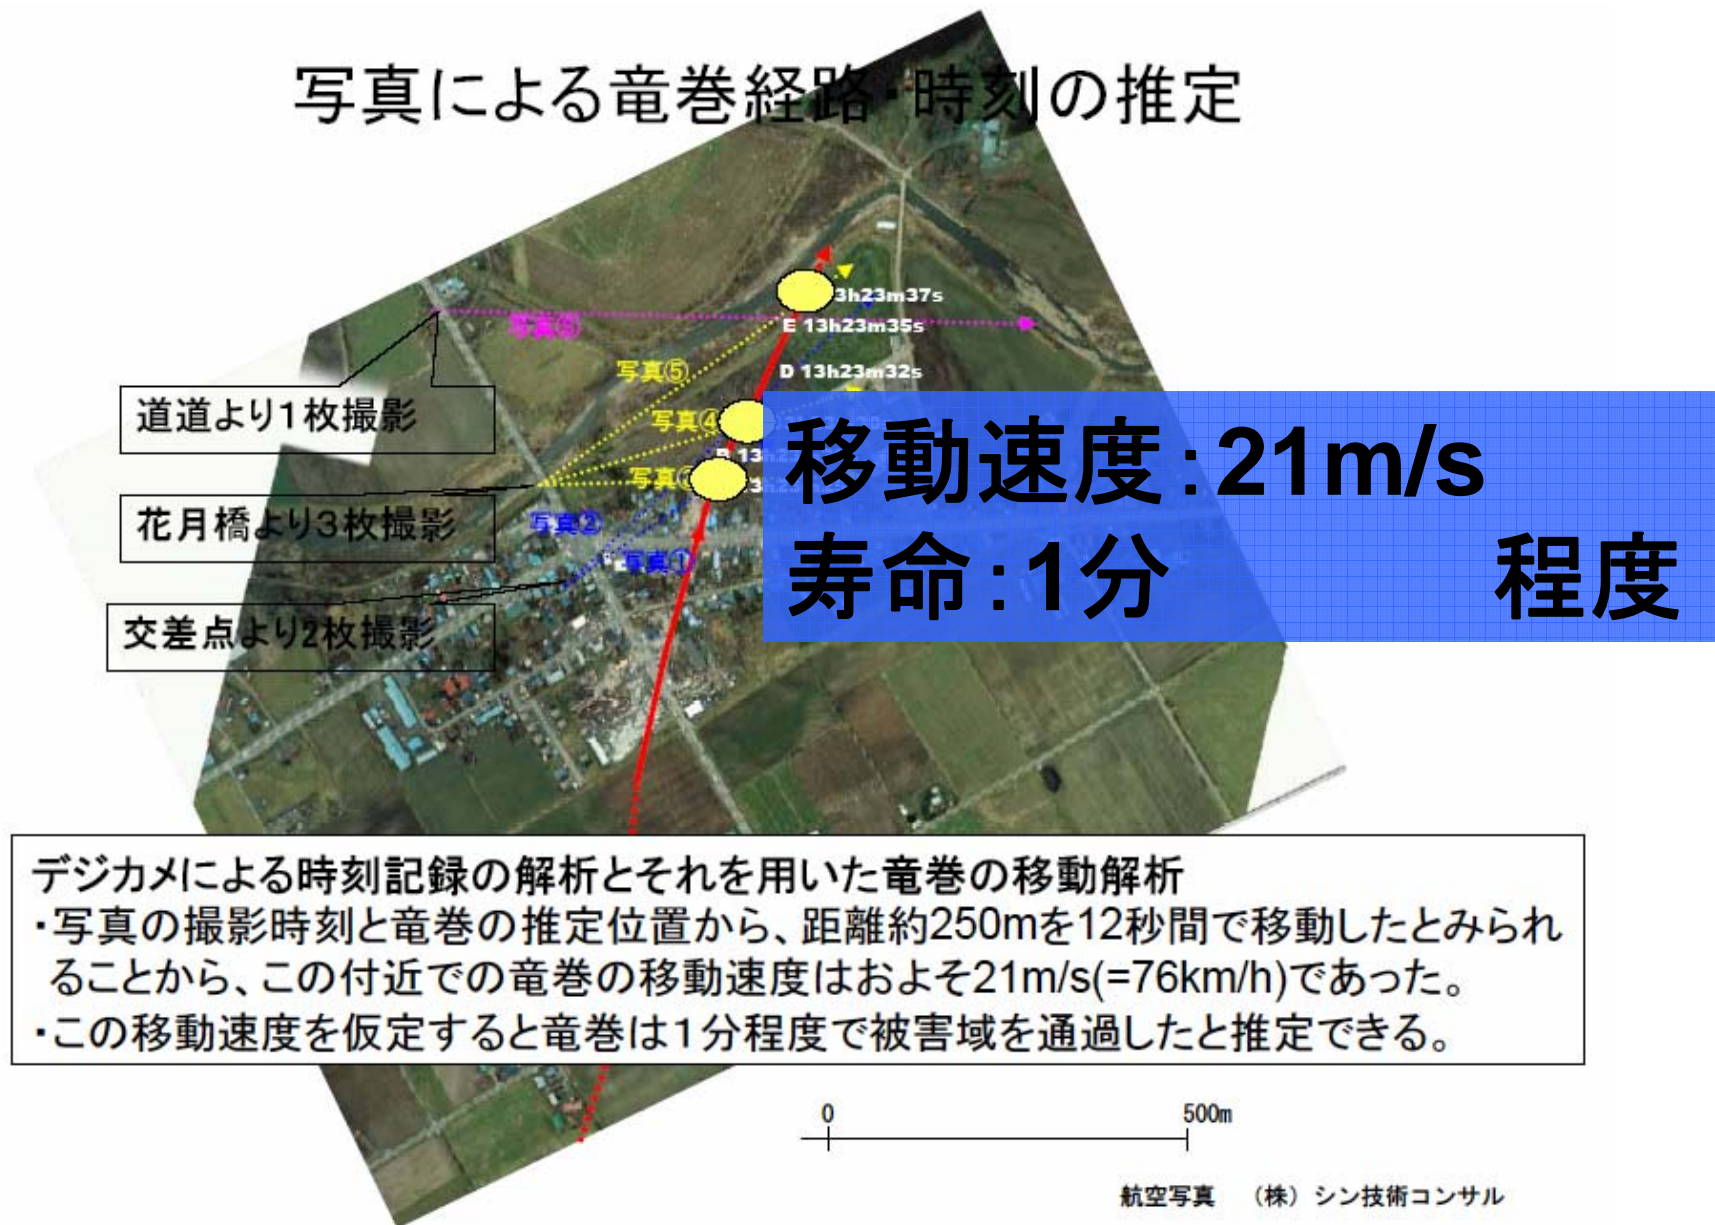 写真による竜巻経路・時刻の推定
3h23m37s
E 13h23m35s
写真⑤
D 13h23m32s
道道より1枚撮影
写真④
移動速度:21m/s
花月橋より3枚撮影
写真②
写真①
寿命:1分 程度
交差点より2枚撮影
デジカメによる時刻記録の解析とそれを用いた竜巻の移動解析
・写真の撮影時刻と竜巻の推定位置から、距離約250mを12秒間で移動したとみられ
ることから、この付近での竜巻の移動速度はおよそ21m/s(=76km/h)であった。
・この移動速度を仮定すると竜巻は1分程度で被害域を通過したと推定できる。
0 500m
航空写真 (株)シン技術コンサル